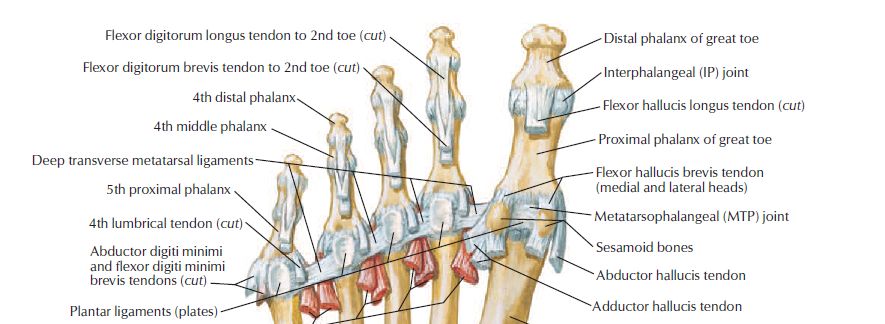 Flexor digitorum longus tendon to 2nd toe (cut)
Flexor digitorum brevis tendon to 2nd toe (cut)
4th distal phalanx
4th middle phalanx
Deep transverse metatarsal ligaments
5th proximal phalanx
4th lumbrical tendon (cut)
Abductor digiti minimi
and flexor digiti minimi
brevis tendons (cut)
Plantar ligaments (plates)
Distal phalanx of great toe
Interphalangeal (IP) joint
Flexor hallucis longus tendon (cut)
Proximal phalanx of great toe
Flexor hallucis brevis tendon
(medial and lateral heads)
Metatarsophalangeal (MTP) joint
Sesamoid bones
Abductor hallucis tendon
Adductor hallucis tendon